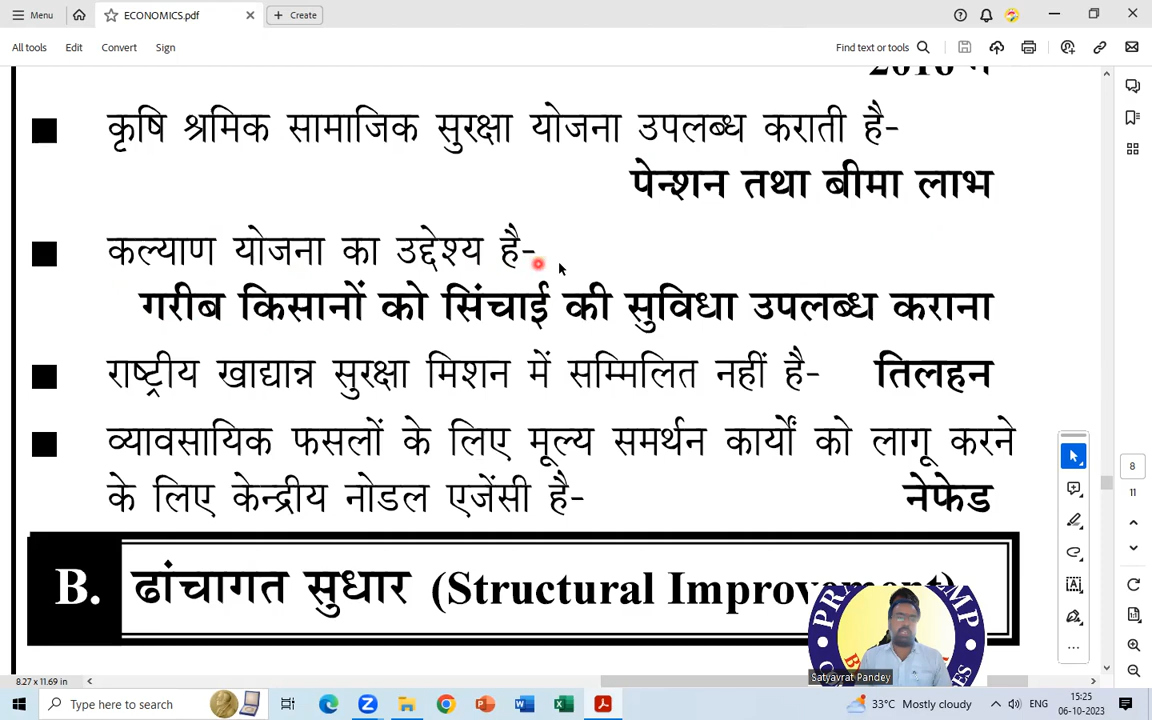 Menu
ECONOMICS.pdf
Create
All tools Edit Convert Sign
Find text or tools
कृषि श्रमिक सामाजिक सुरक्षा योजना उपलब्ध कराती है-
पेन्शन तथा बीमा लाभ
कल्याण योजना का उद्देश्य है-
गरीब किसानों को सिंचाई की सुविधा उपलब्ध कराना
राष्ट्रीय खाद्यान्न सुरक्षा मिशन में सम्मिलित नहीं है- तिलहन
व्यावसायिक फसलों के लिए मूल्य समर्थन कार्यों को लागू करने
के लिए केन्द्रीय नोडल एजेंसी है- नेफेड
B. ढांचागत सुधार (Structural Improvement)
8
11
Satyavrat Pandey
8.27 x 11.69 in
Type here to search
33°C Mostly cloudy
ENG
15:25
06-10-2023